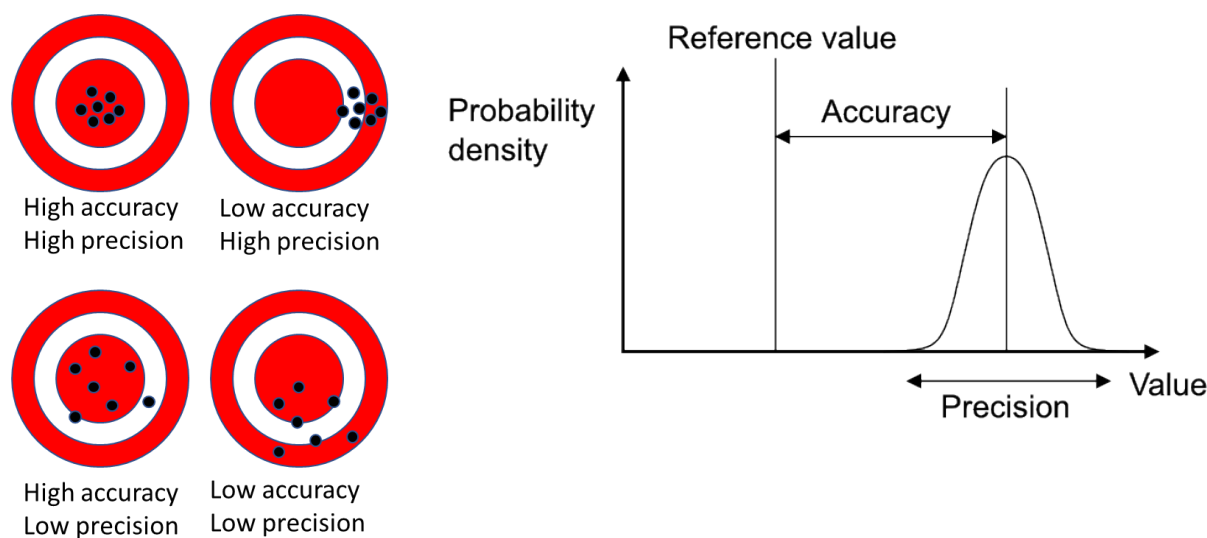 High accuracy
High precision
Low accuracy
High precision
High accuracy
Low precision
Low accuracy
Low precision
Reference value
Probability
density
Accuracy
Precision
Value